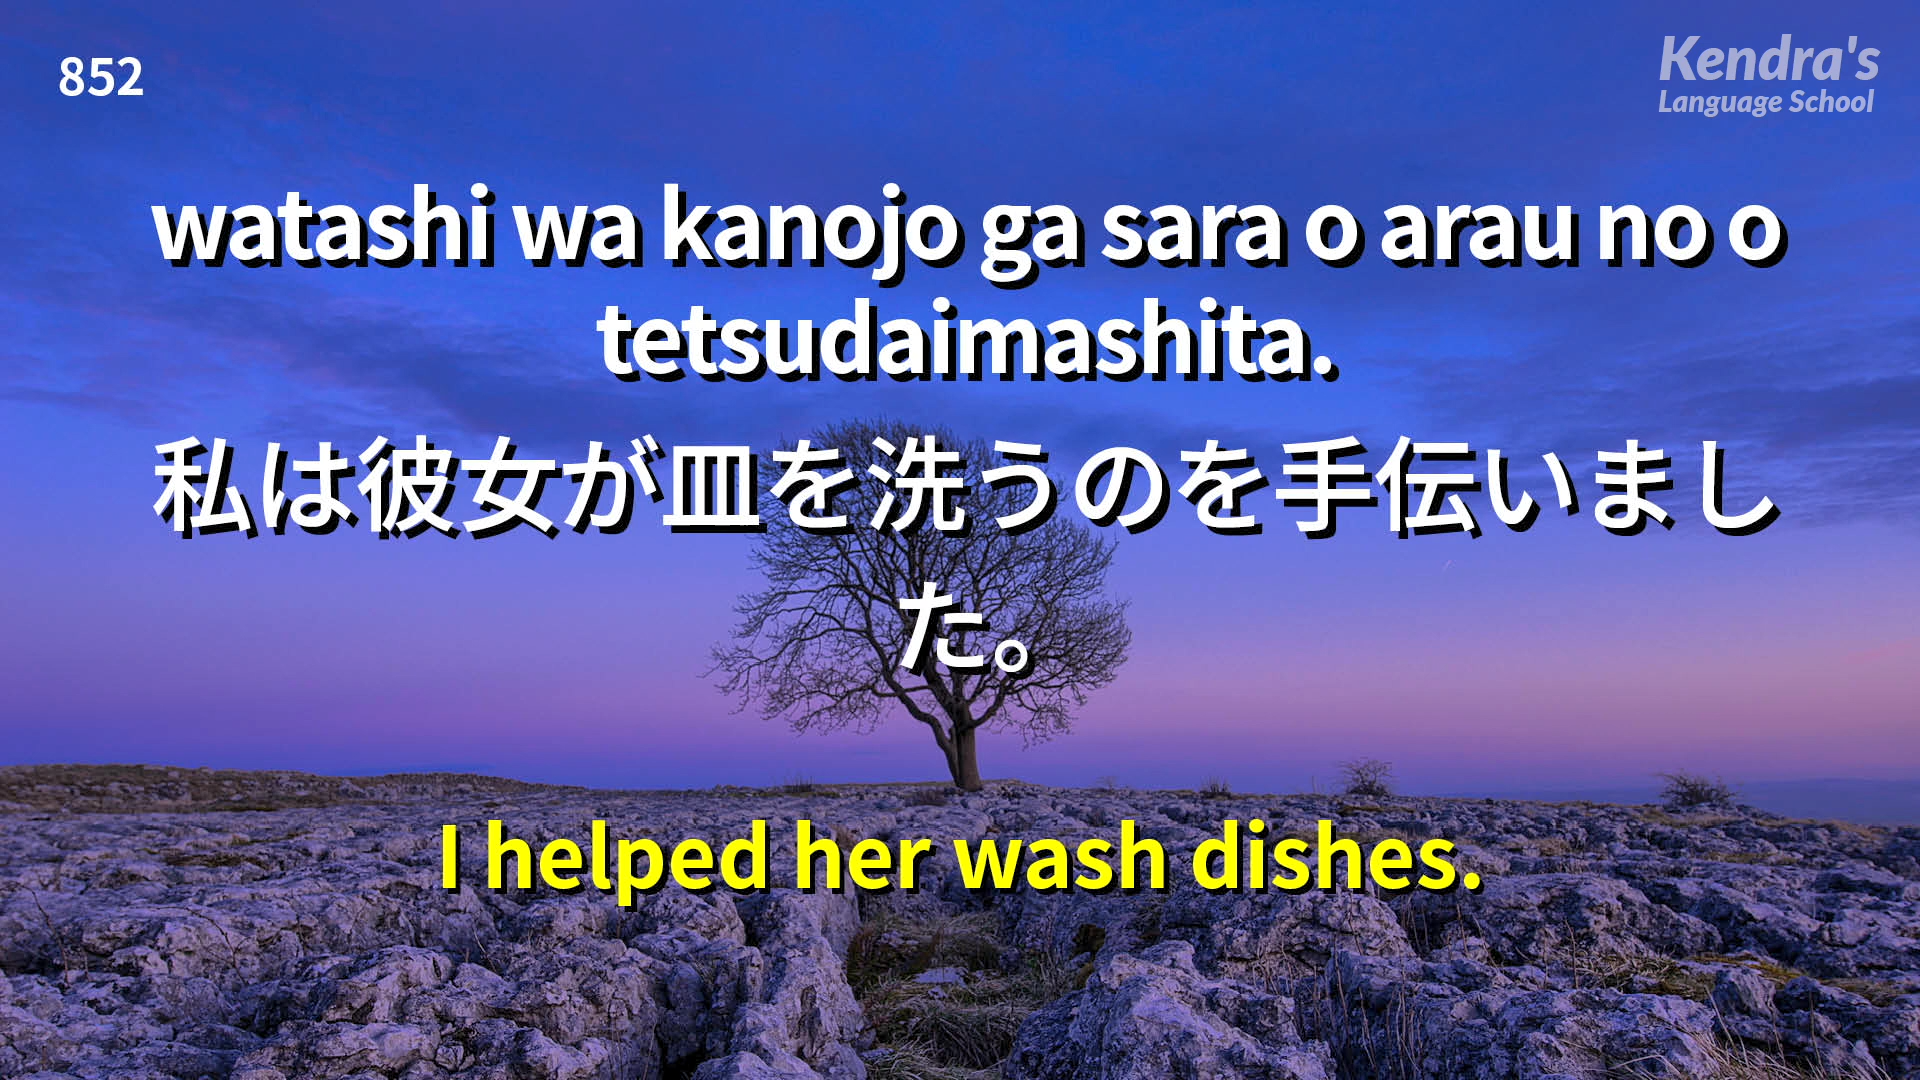 852
Kendra's
Language School
watashi wa kanojo ga sara o arau no o
tetsudaimashita.
私は彼女が皿を洗うのを手伝いまし
た。
I helped her wash dishes.